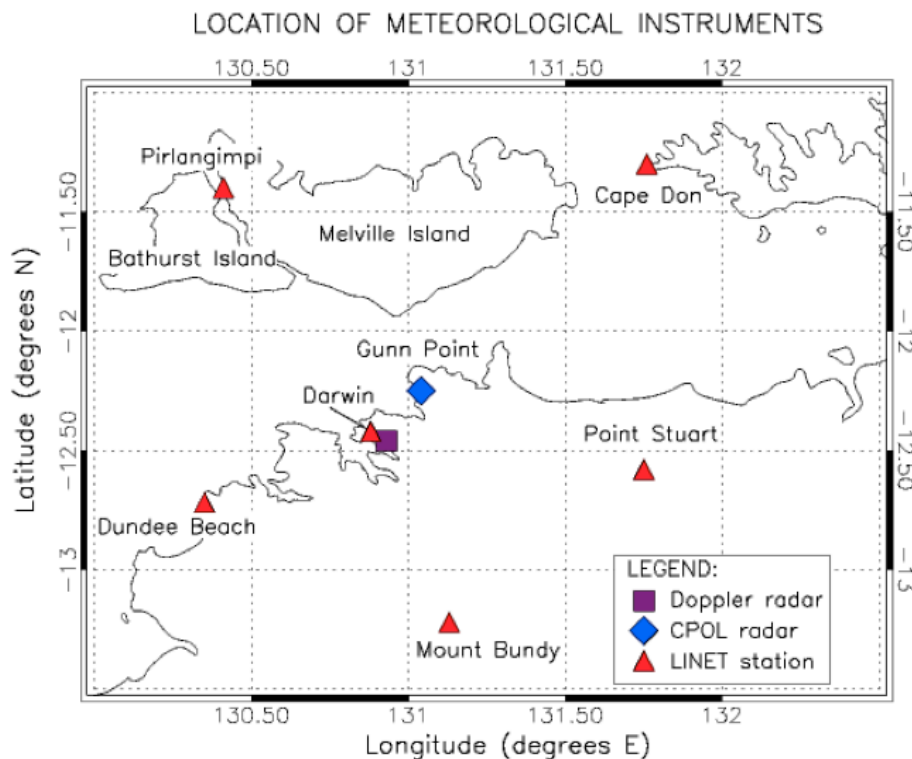 LOCATION OF METEOROLOGICAL INSTRUMENTS
130.50 131 131.50 132
Pirlangimpi
Cape Don
-11.50 -11.50
Melville Island
Bathurst Island
-12 -12
Gunn Point
Darwin
Point Stuart
-12.50 -12.50
Dundee Beach
-13 -13
LEGEND:
Doppler radar
CPOL radar
LINET station
Mount Bundy
130.50 131 131.50 132
Longitude (degrees E)
Latitude (degrees N)